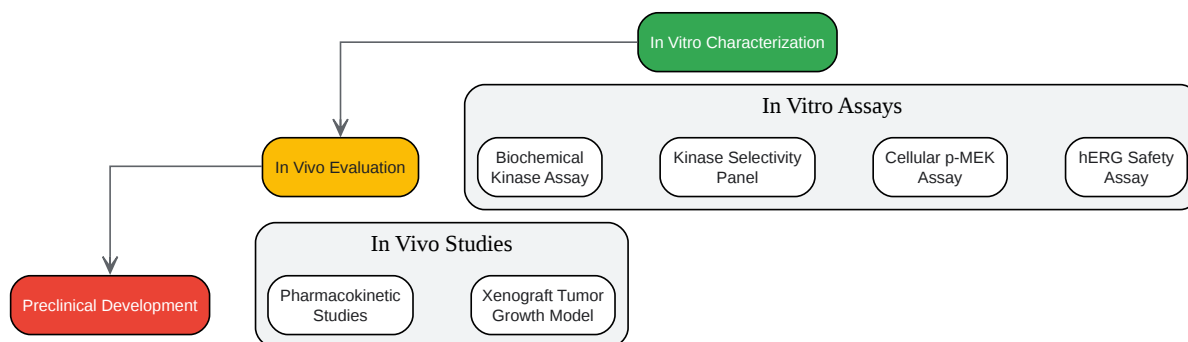 In Vitro Characterization
In Vitro Assays
Biochemical
Kinase Assay
Kinase Selectivity
Panel
Cellular p-MEK
Assay
hERG Safety
Assay
In Vivo Evaluation
In Vivo Studies
Pharmacokinetic
Studies
Xenograft Tumor
Growth Model
Preclinical Development